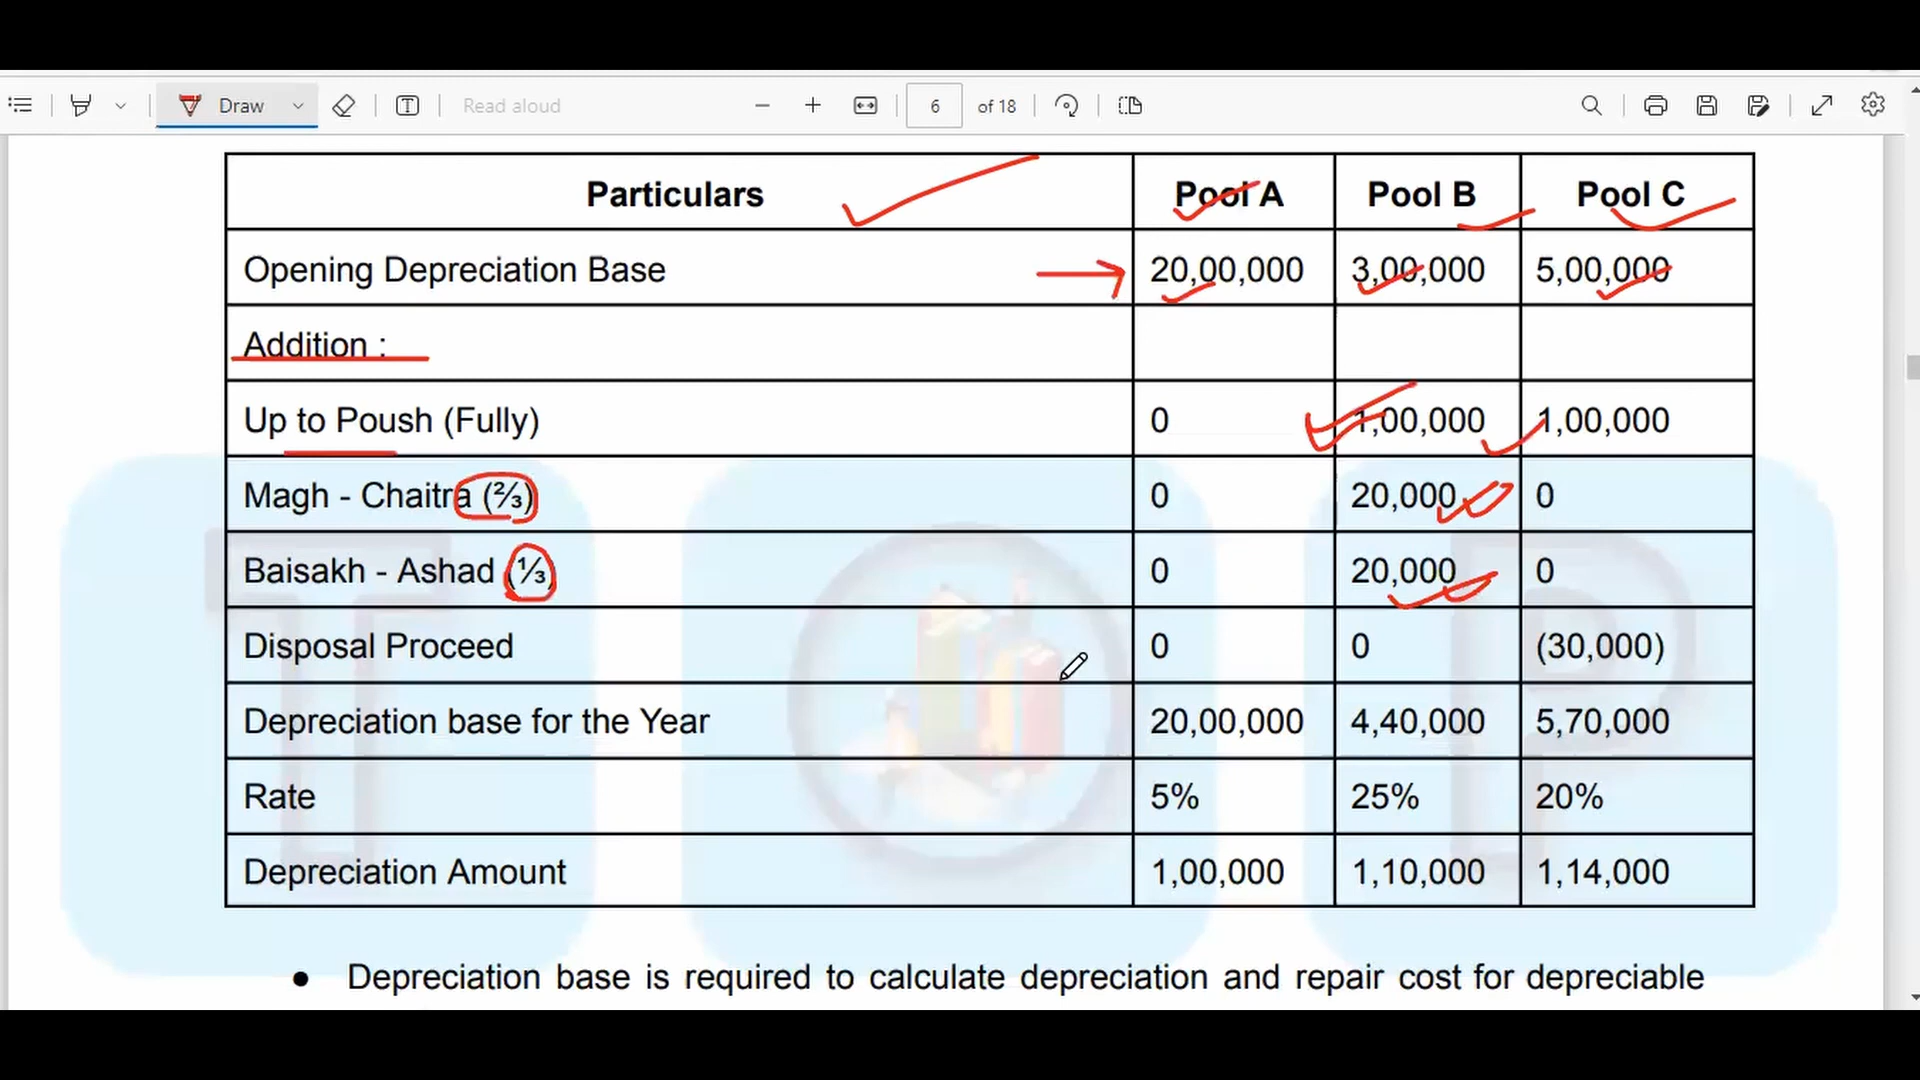 Draw Read aloud 6 of 18
Particulars Pool A Pool B Pool C
Opening Depreciation Base 20,00,000 3,00,000 5,00,000
Addition :
Up to Poush (Fully) 0 1,00,000 1,00,000
Magh - Chaitra (⅔) 0 20,000 0
Baisakh - Ashad (⅓) 0 20,000 0
Disposal Proceed 0 0 (30,000)
Depreciation base for the Year 20,00,000 4,40,000 5,70,000
Rate 5% 25% 20%
Depreciation Amount 1,00,000 1,10,000 1,14,000
● Depreciation base is required to calculate depreciation and repair cost for depreciable
T P